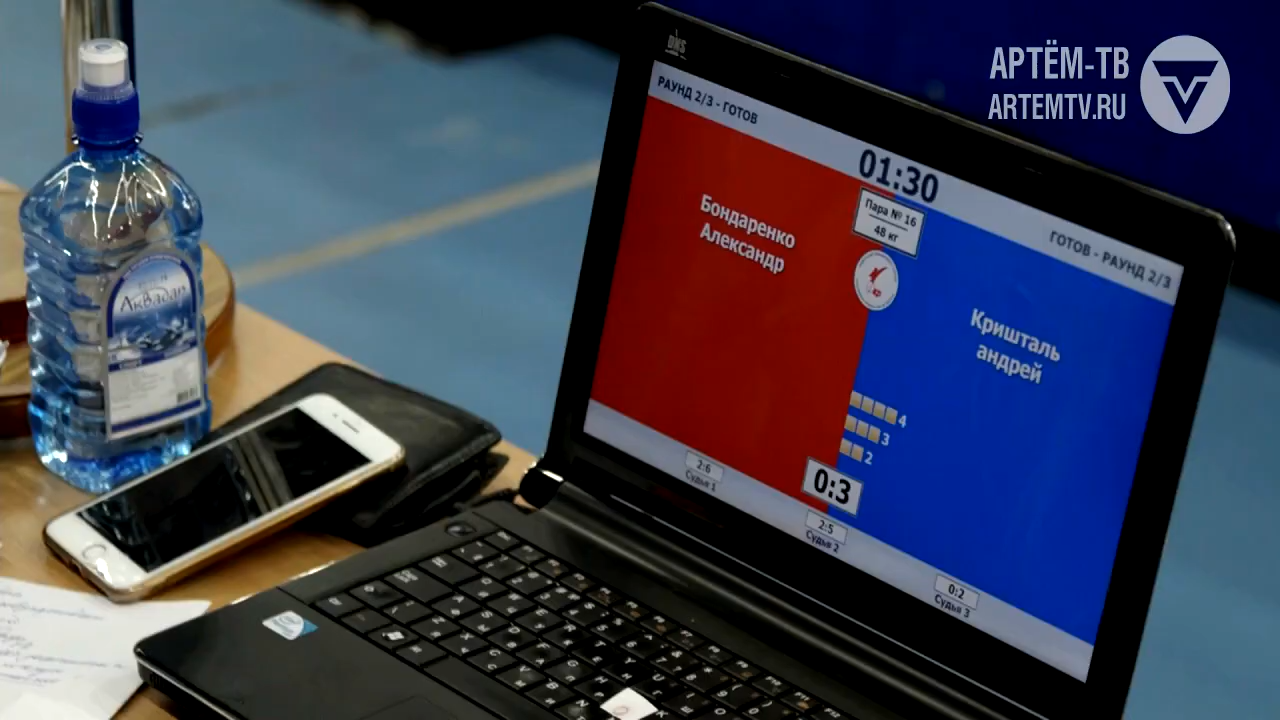 АРТЁМ-ТВ
ARTEMTV.RU
DNS
РАУНД 2/3 - ГОТОВ
01:30
ГОТОВ - РАУНД 2/3
Пара № 16
48 кг
Бондаренко
Александр
Кришталь
андрей
4
3
2
0:3
2:6
Судья 1
2:5
Судья 2
0:2
Судья 3
АкваДар